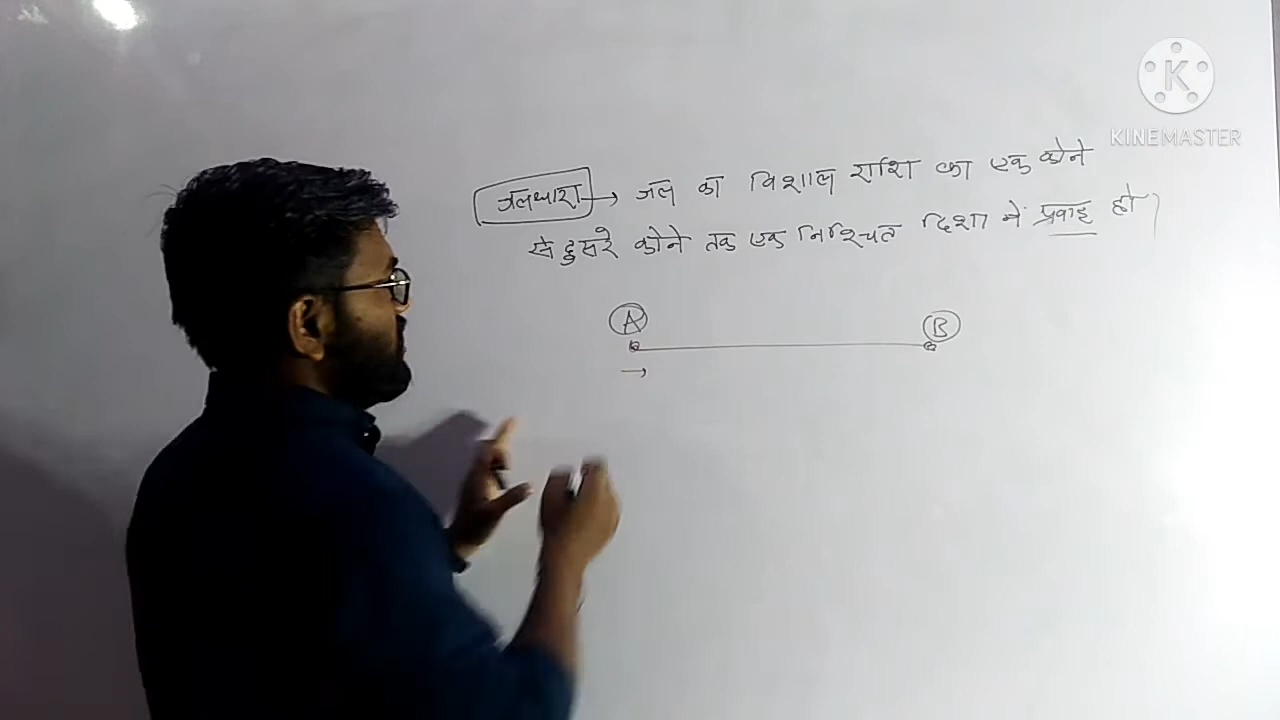 KINEMASTER
जलधारा → जल का विशाल राशि का एक कोने
से दुसरे कोने तक एक निश्चित दिशा में प्रवाह हो
A B
→